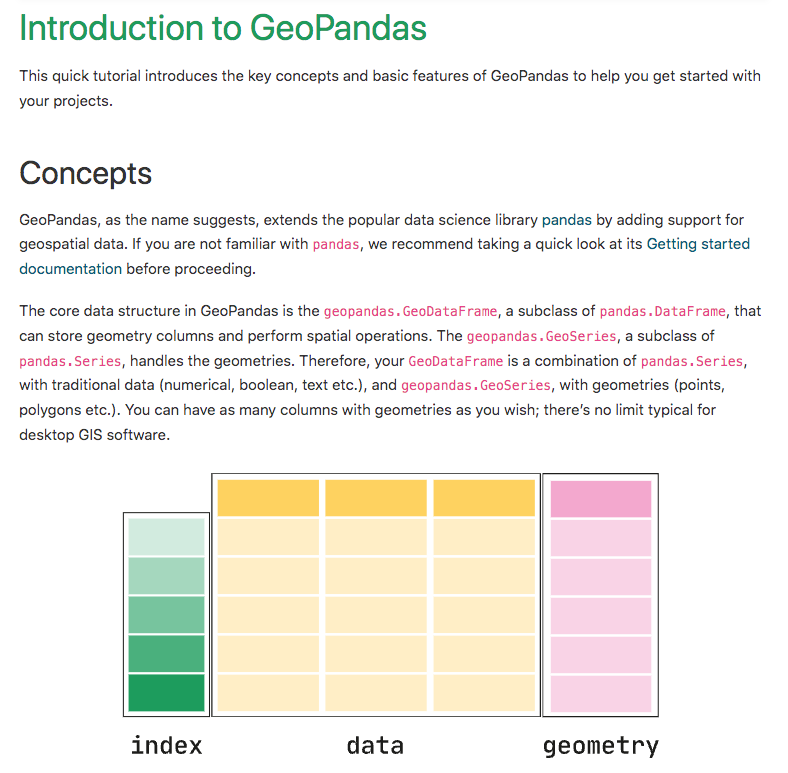 Introduction to GeoPandas
This quick tutorial introduces the key concepts and basic features of GeoPandas to help you get started with
your projects.
Concepts
GeoPandas, as the name suggests, extends the popular data science library pandas by adding support for
geospatial data. If you are not familiar with pandas, we recommend taking a quick look at its Getting started
documentation before proceeding.
The core data structure in GeoPandas is the geopandas.GeoDataFrame, a subclass of pandas.DataFrame, that
can store geometry columns and perform spatial operations. The geopandas.GeoSeries, a subclass of
pandas.Series, handles the geometries. Therefore, your GeoDataFrame is a combination of pandas.Series,
with traditional data (numerical, boolean, text etc.), and geopandas.GeoSeries, with geometries (points,
polygons etc.). You can have as many columns with geometries as you wish; there’s no limit typical for
desktop GIS software.
index data geometry